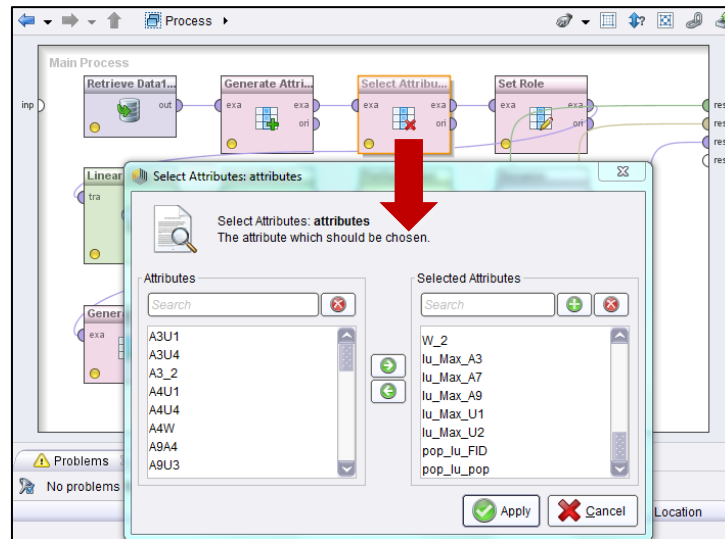 Process
Main Process
Retrieve Data1...
Generate Attri...
Select Attribu...
Set Role
inp
out
exa
exa
ori
exa
exa
ori
exa
exa
ori
res
res
res
res
Linear
tra
Genera
exa
Select Attributes: attributes
Select Attributes: attributes
The attribute which should be chosen.
Attributes
Search
A3U1
A3U4
A3_2
A4U1
A4U4
A4W
A9A4
A9U3
Selected Attributes
Search
W_2
lu_Max_A3
lu_Max_A7
lu_Max_A9
lu_Max_U1
lu_Max_U2
pop_lu_FID
pop_lu_pop
Apply
Cancel
Problems
No problems
Location